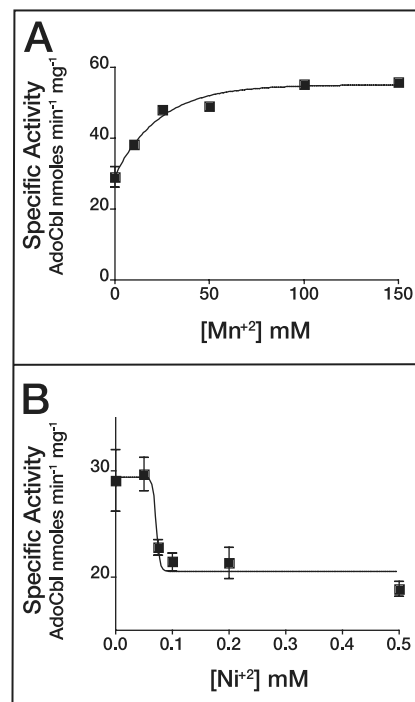 A
Specific Activity
AdoCbl nmoles min⁻¹ mg⁻¹
60
40
20
0
0 50 100 150
[Mn⁺²] mM
B
Specific Activity
AdoCbl nmoles min⁻¹ mg⁻¹
30
20
0.0 0.1 0.2 0.3 0.4 0.5
[Ni⁺²] mM